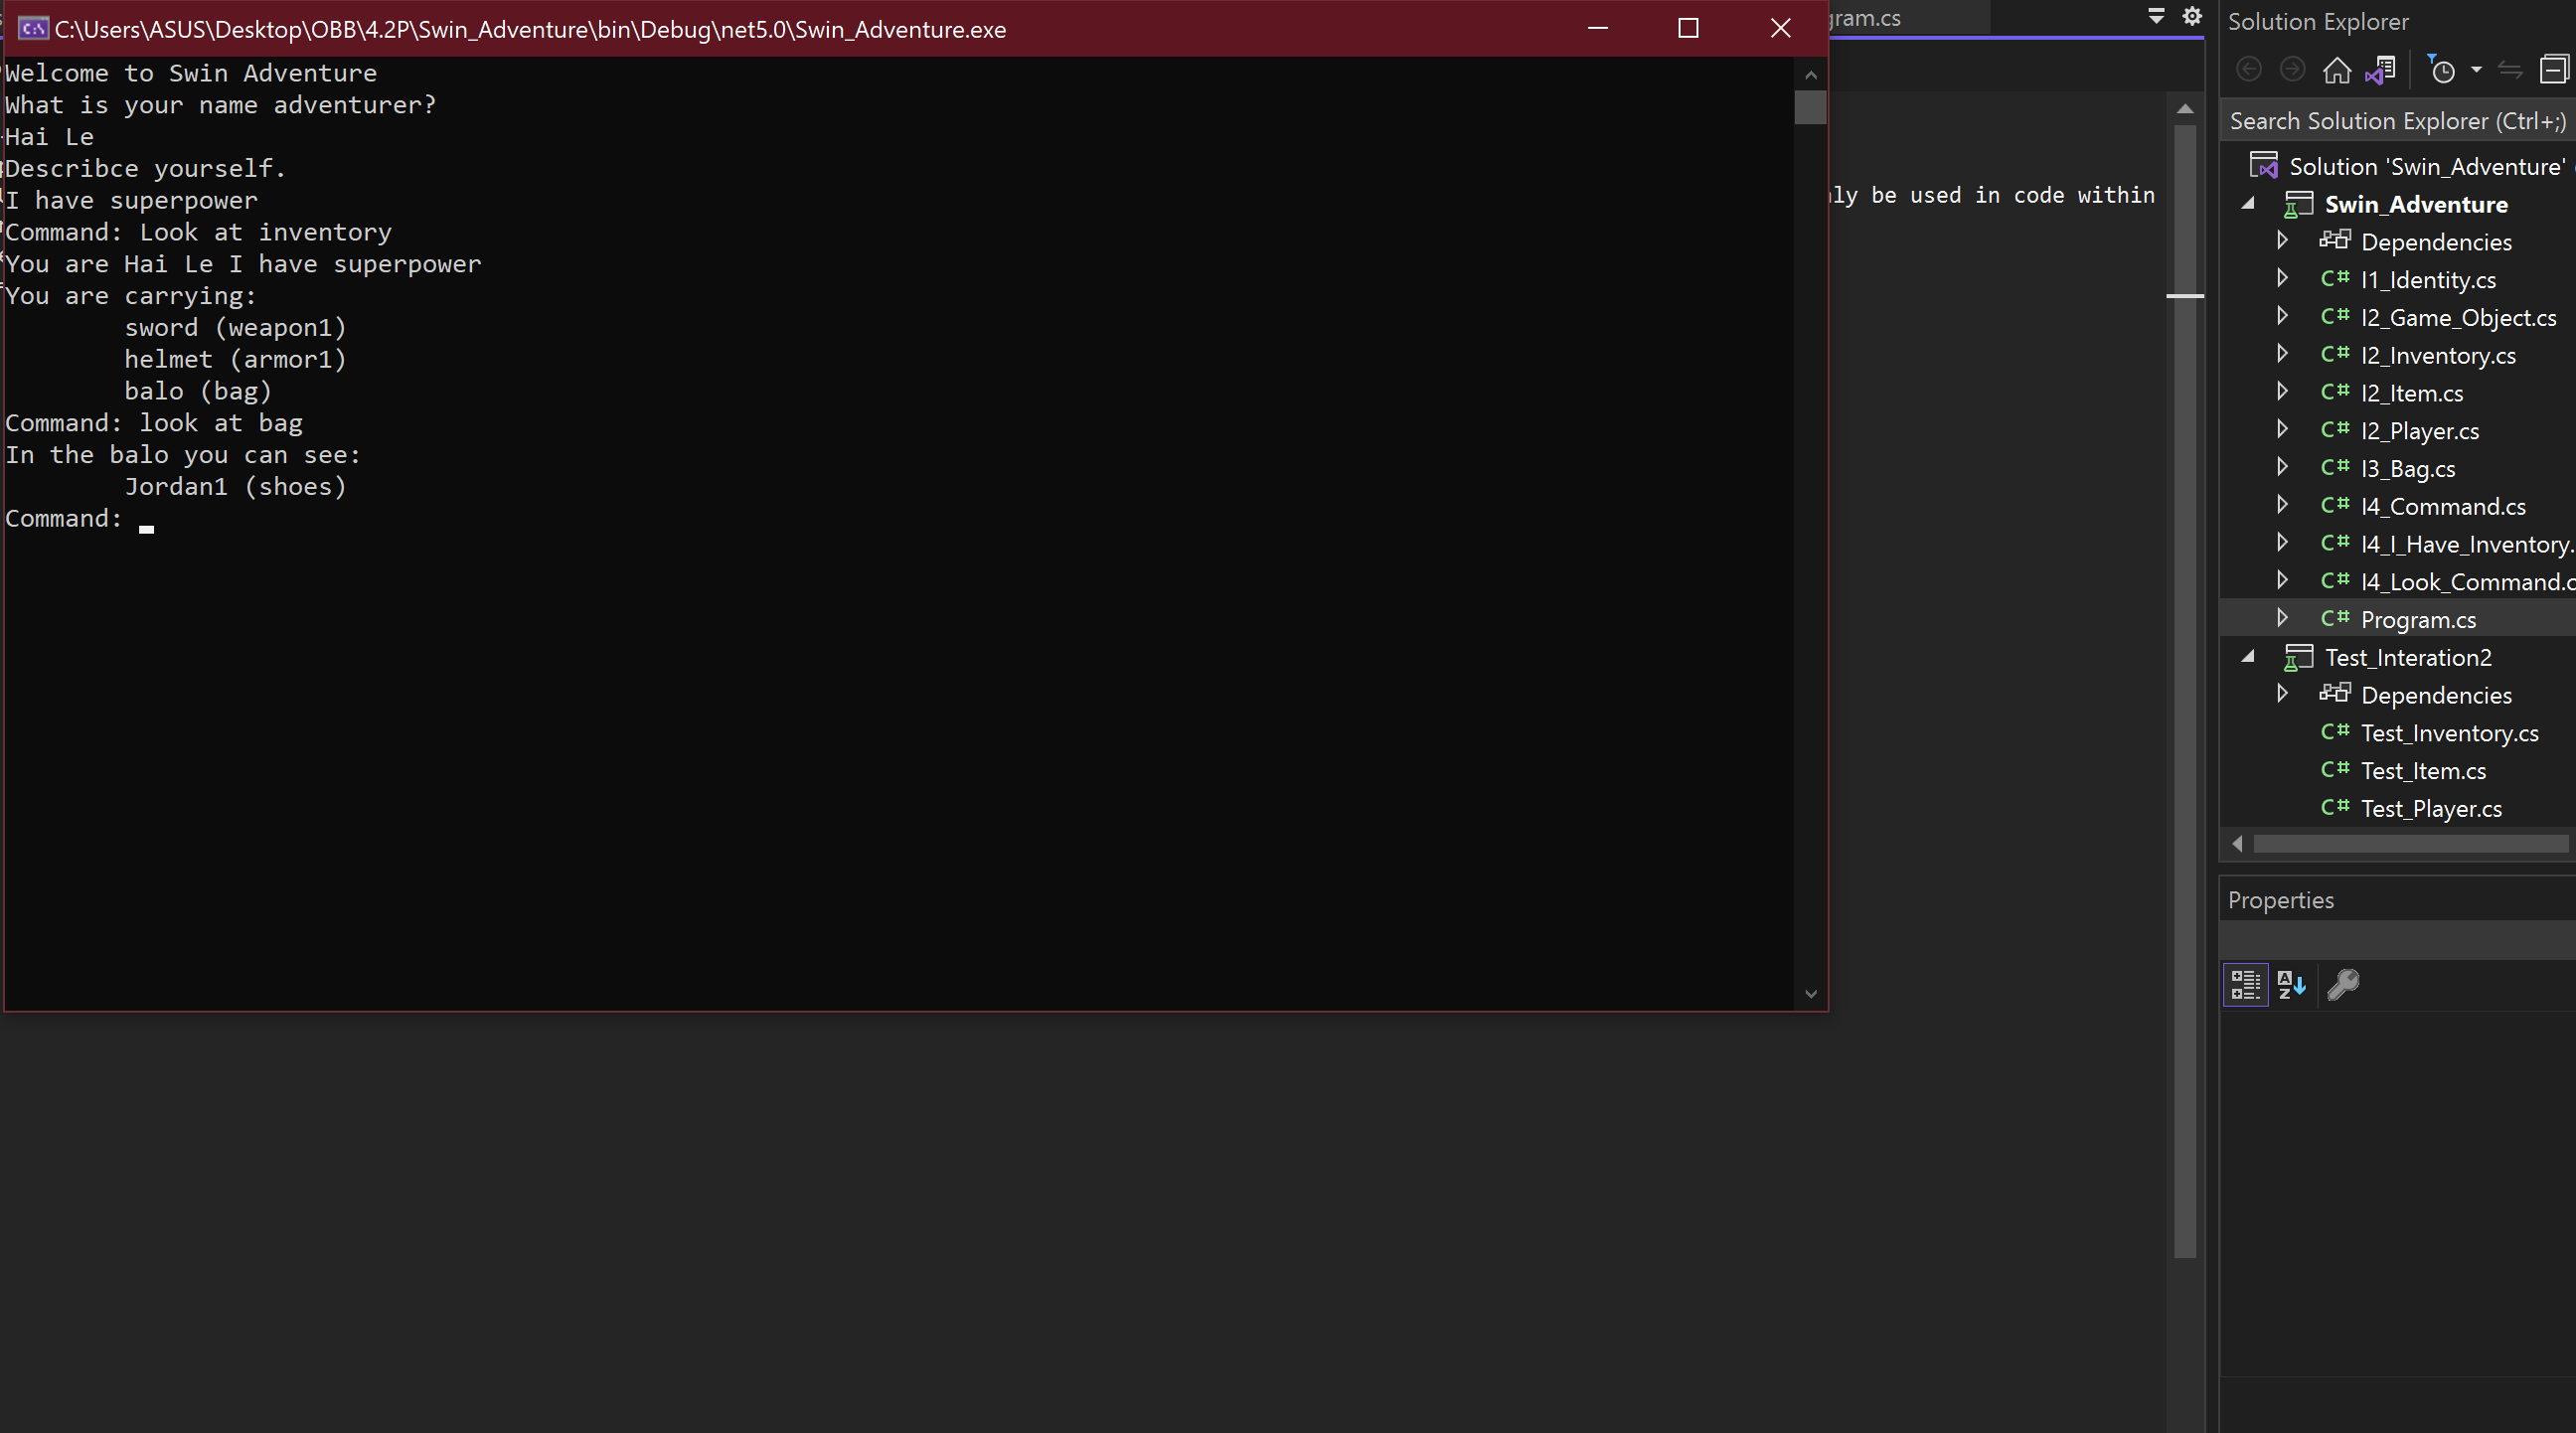 C:\Users\ASUS\Desktop\OBB\4.2P\Swin_Adventure\bin\Debug\net5.0\Swin_Adventure.exe
Welcome to Swin Adventure
What is your name adventurer?
Hai Le
Describce yourself.
I have superpower
Command: Look at inventory
You are Hai Le I have superpower
You are carrying:
sword (weapon1)
helmet (armor1)
balo (bag)
Command: look at bag
In the balo you can see:
Jordan1 (shoes)
Command:
gram.cs
be used in code within
Solution Explorer
Search Solution Explorer (Ctrl+;)
Solution 'Swin_Adventure'
Swin_Adventure
Dependencies
C# I1_Identity.cs
C# I2_Game_Object.cs
C# I2_Inventory.cs
C# I2_Item.cs
C# I2_Player.cs
C# I3_Bag.cs
C# I4_Command.cs
C# I4_I_Have_Inventory.
C# I4_Look_Command.c
C# Program.cs
Test_Interation2
Dependencies
C# Test_Inventory.cs
C# Test_Item.cs
C# Test_Player.cs
Properties